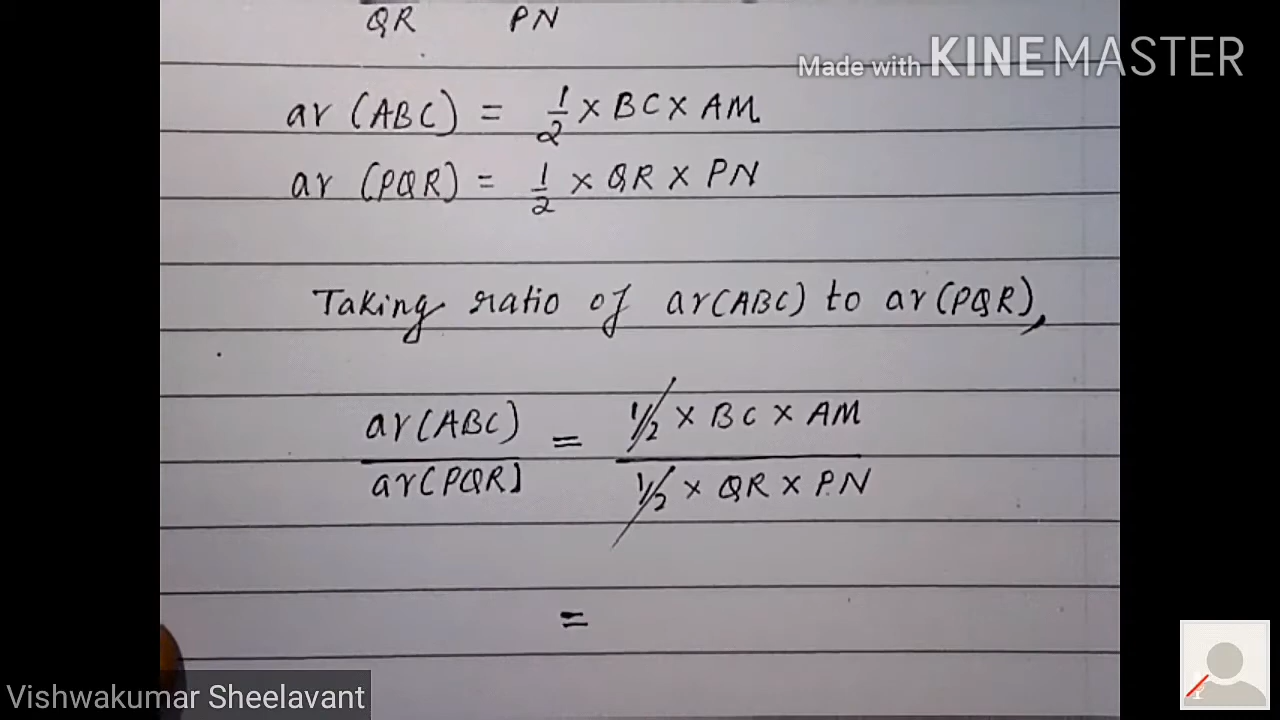 QR PN
Made with KINEMASTER
ar (ABC) = 1/2 × BC × AM
ar (PQR) = 1/2 × QR × PN
Taking ratio of ar(ABC) to ar(PQR),
ar(ABC) / ar(PQR) = 1/2 × BC × AM / 1/2 × QR × PN
=
Vishwakumar Sheelavant